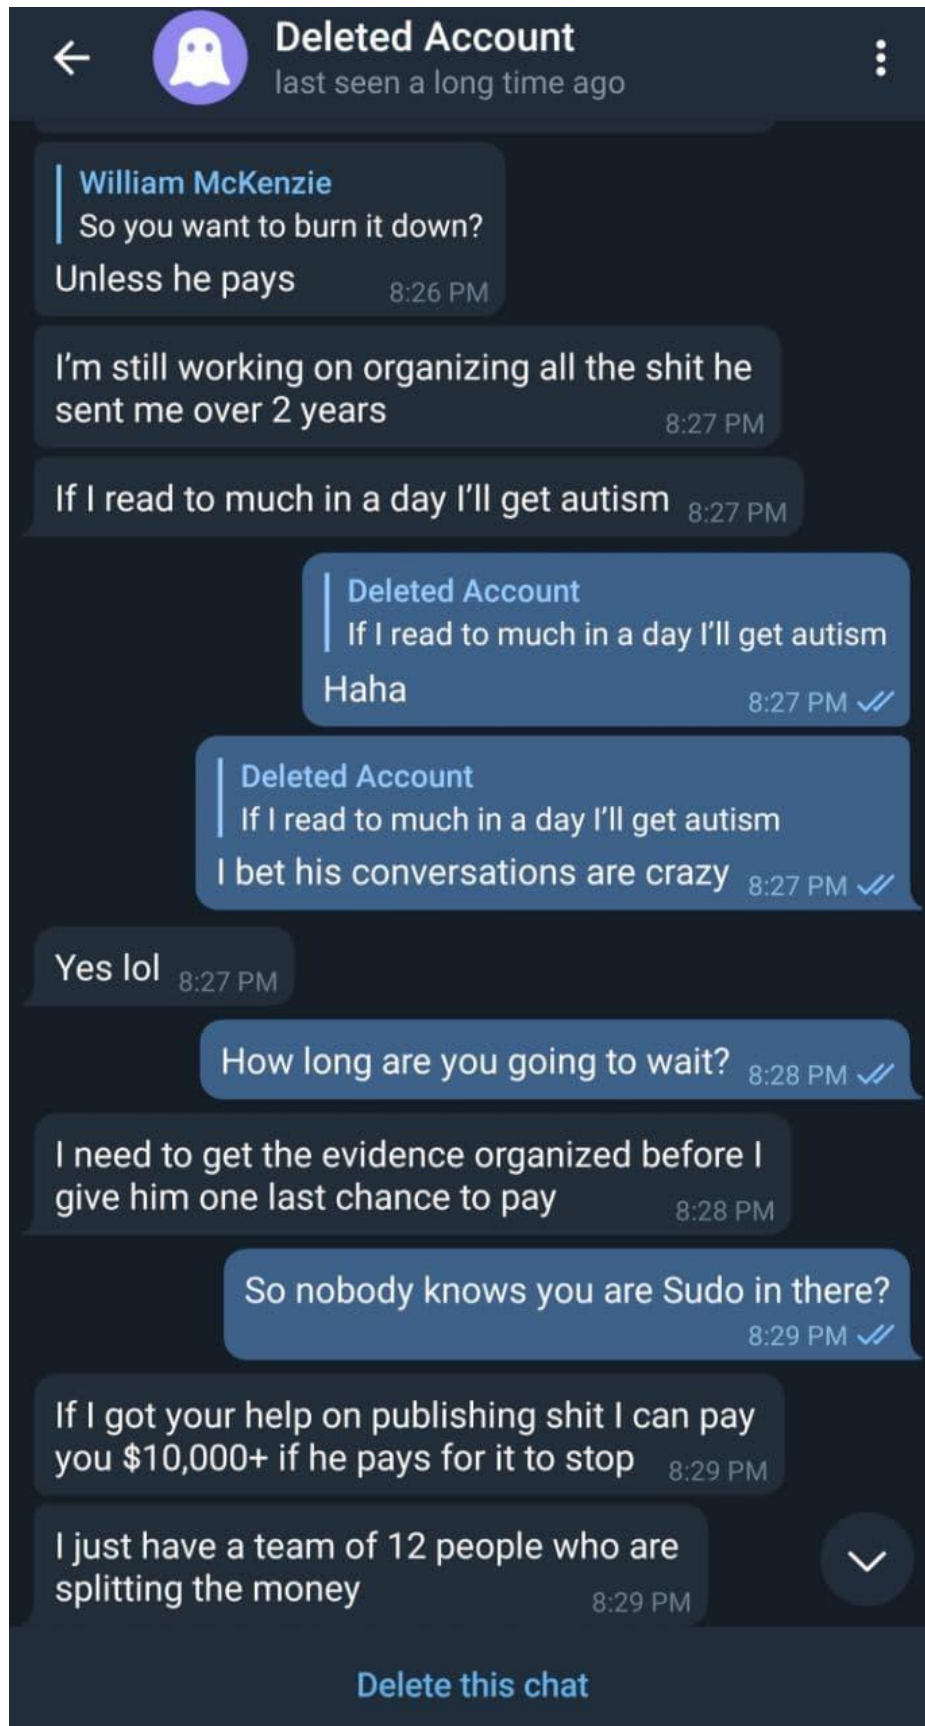 Deleted Account
last seen a long time ago
William McKenzie
So you want to burn it down?
Unless he pays
8:26 PM
I'm still working on organizing all the shit he
sent me over 2 years
8:27 PM
If I read to much in a day I'll get autism 8:27 PM
Deleted Account
If I read to much in a day I'll get autism
Haha
8:27 PM
Deleted Account
If I read to much in a day I'll get autism
I bet his conversations are crazy 8:27 PM
Yes lol 8:27 PM
How long are you going to wait? 8:28 PM
I need to get the evidence organized before I
give him one last chance to pay
8:28 PM
So nobody knows you are Sudo in there?
8:29 PM
If I got your help on publishing shit I can pay
you $10,000+ if he pays for it to stop
8:29 PM
I just have a team of 12 people who are
splitting the money
8:29 PM
Delete this chat